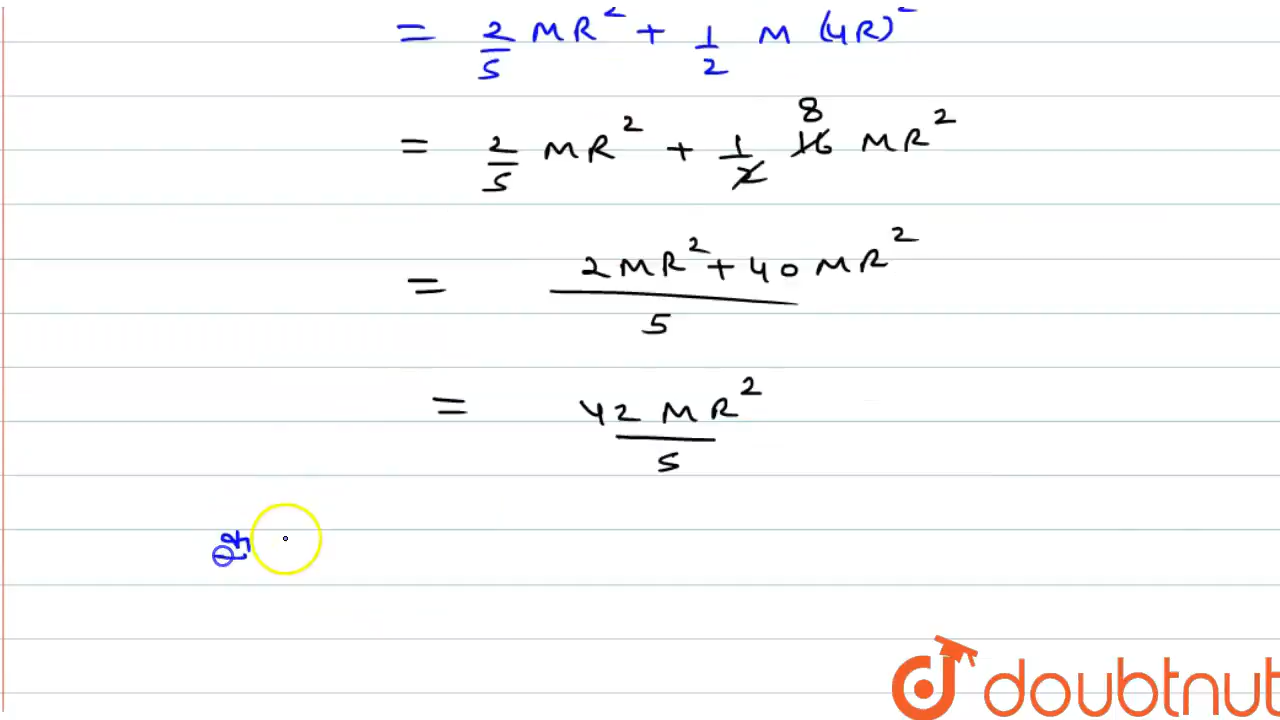 = 2/5 MR² + 1/2 M (4R)²
= 2/5 MR² + 1/2 16 8 MR²
= 2MR² + 40 MR² / 5
= 42 MR² / 5
doubtnut